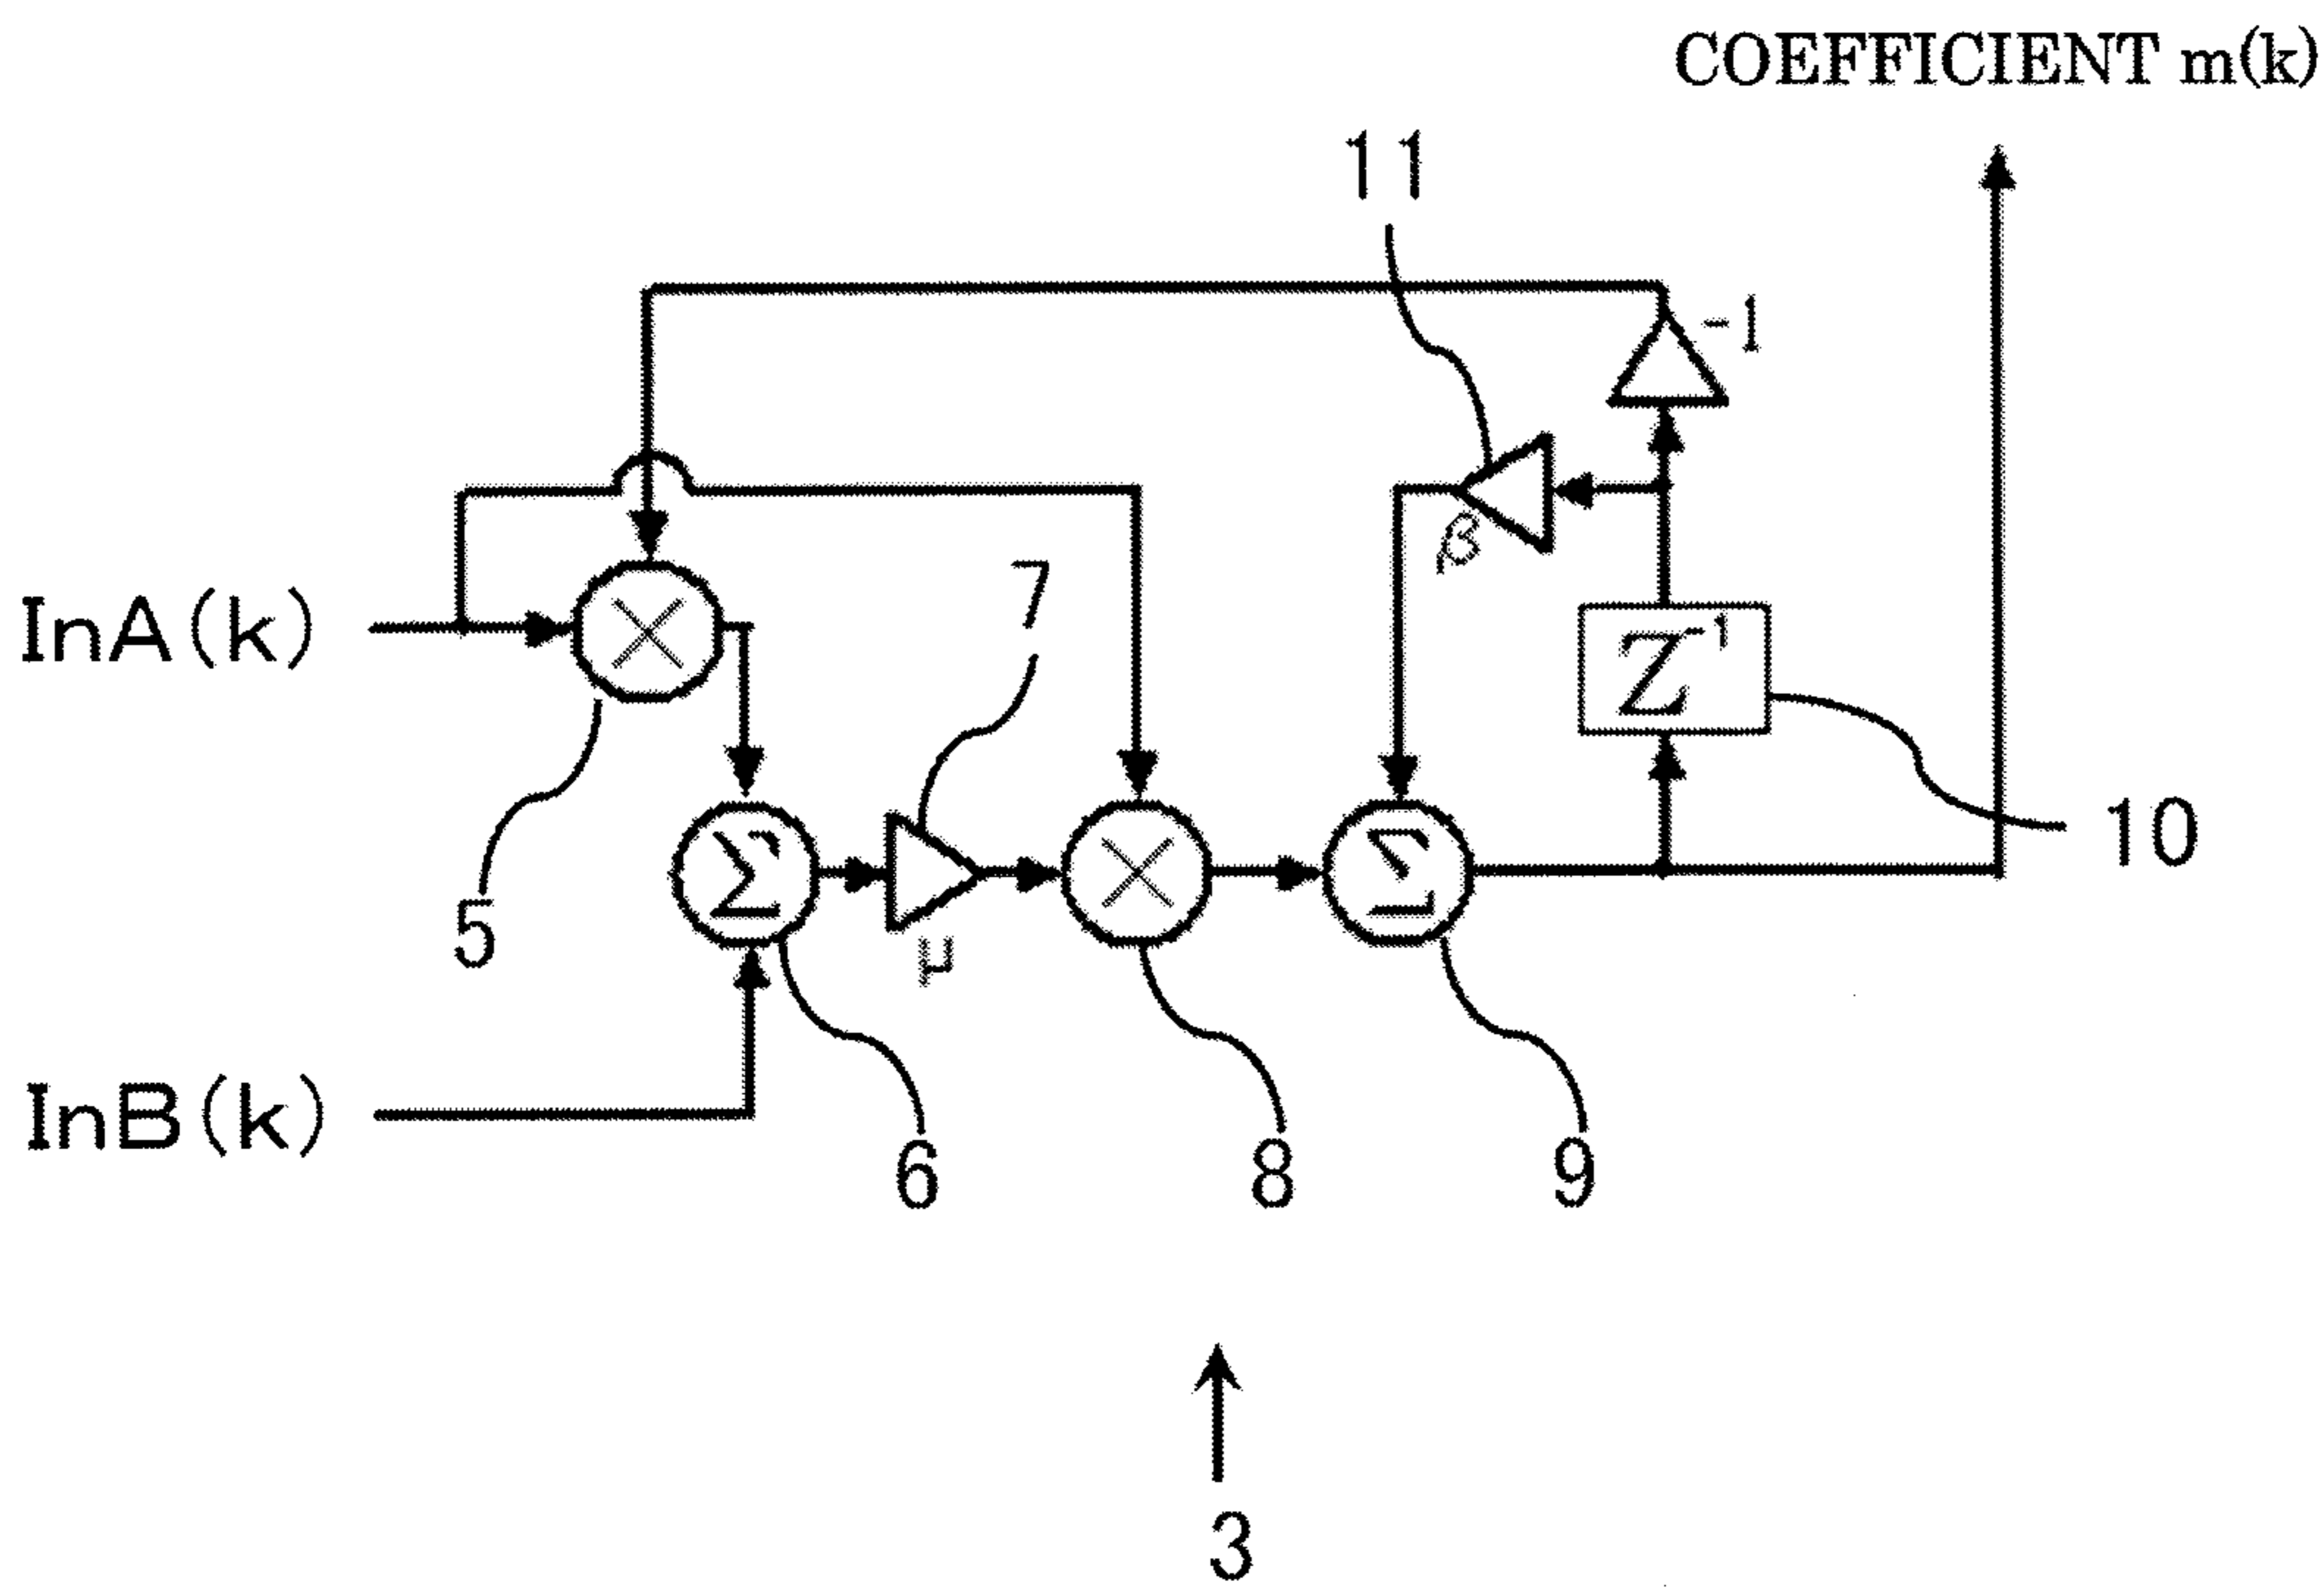 COEFFICIENT m(k)
11
-1
β
InA(k)
7
Z⁻¹
Σ
Σ
10
5
μ
InB(k)
6
8
9
3